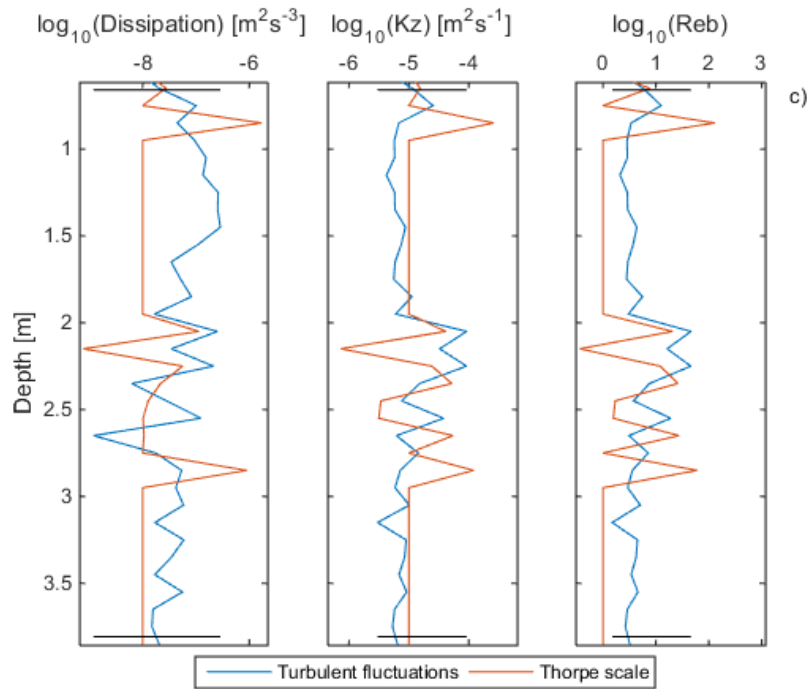 log10(Dissipation) [m²s⁻³]
log10(Kz) [m²s⁻¹]
log10(Reb)
-8 -6
-6 -5 -4
0 1 2 3
c)
Depth [m]
1
1.5
2
2.5
3
3.5
Turbulent fluctuations
Thorpe scale